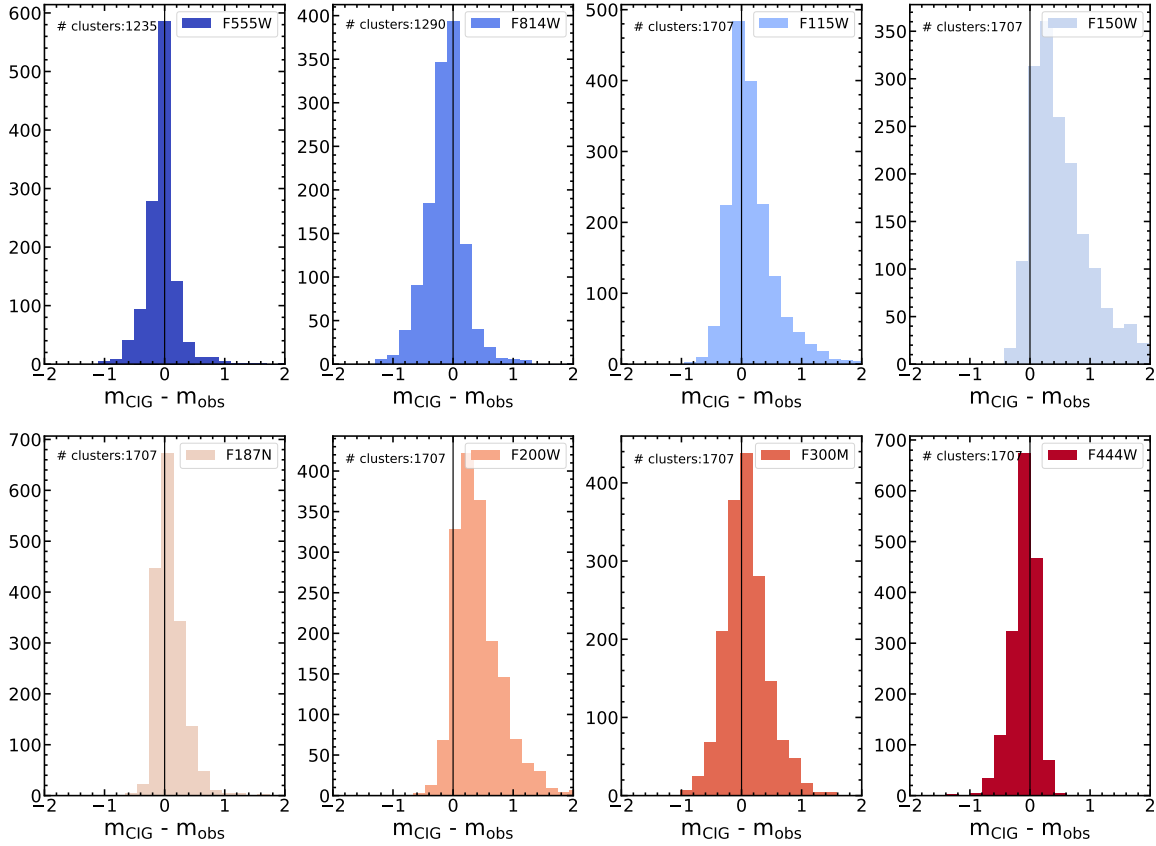 # clusters:1235
F555W
600
500
400
300
200
100
0
−2 −1 0 1 2
m_CIG - m_obs
# clusters:1290
F814W
400
350
300
250
200
150
100
50
0
−2 −1 0 1 2
m_CIG - m_obs
# clusters:1707
F115W
500
400
300
200
100
0
−2 −1 0 1 2
m_CIG - m_obs
# clusters:1707
F150W
350
300
250
200
150
100
50
0
−2 −1 0 1 2
m_CIG - m_obs
# clusters:1707
F187N
700
600
500
400
300
200
100
0
−2 −1 0 1 2
m_CIG - m_obs
# clusters:1707
F200W
400
350
300
250
200
150
100
50
0
−2 −1 0 1 2
m_CIG - m_obs
# clusters:1707
F300M
400
300
200
100
0
−2 −1 0 1 2
m_CIG - m_obs
# clusters:1707
F444W
700
600
500
400
300
200
100
0
−2 −1 0 1 2
m_CIG - m_obs